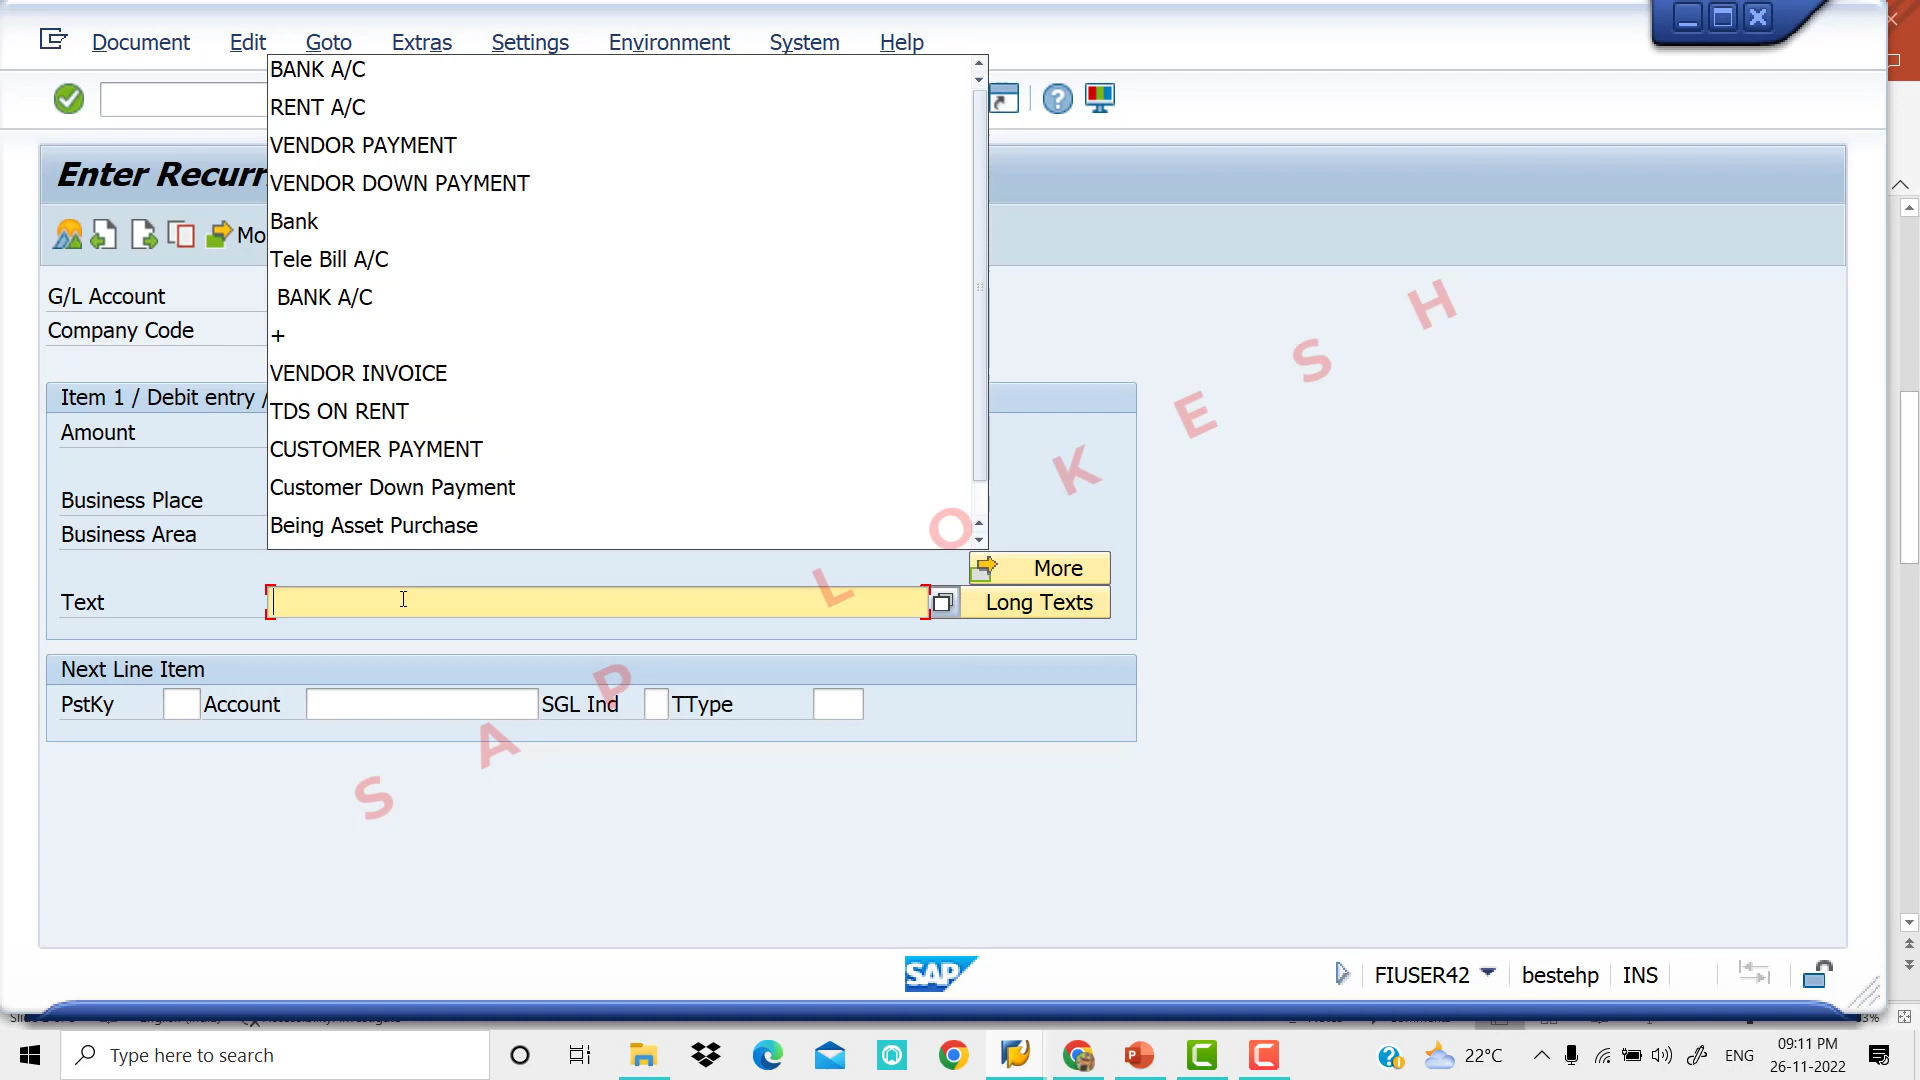 Document Edit Goto Extras Settings Environment System Help
BANK A/C
RENT A/C
VENDOR PAYMENT
Enter Recurr
VENDOR DOWN PAYMENT
Bank
Mo
Tele Bill A/C
G/L Account
BANK A/C
Company Code
+
VENDOR INVOICE
Item 1 / Debit entry /
TDS ON RENT
Amount
CUSTOMER PAYMENT
Customer Down Payment
Business Place
Being Asset Purchase
Business Area
More
Text
Long Texts
Next Line Item
PstKy Account SGL Ind TType
SAP LOKESH
SAP
FIUSER42 bestehp INS
Type here to search
22°C ENG 09:11 PM
26-11-2022